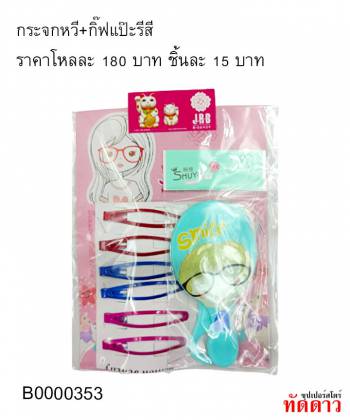 กระจกหวี+กิ๊ฟแป๊ะรีสี
ราคาโหลละ 180 บาท ชิ้นละ 15 บาท
J&B
SHUY
smile
B0000353
ซุปเปอร์สโตร์
ทัดดาว